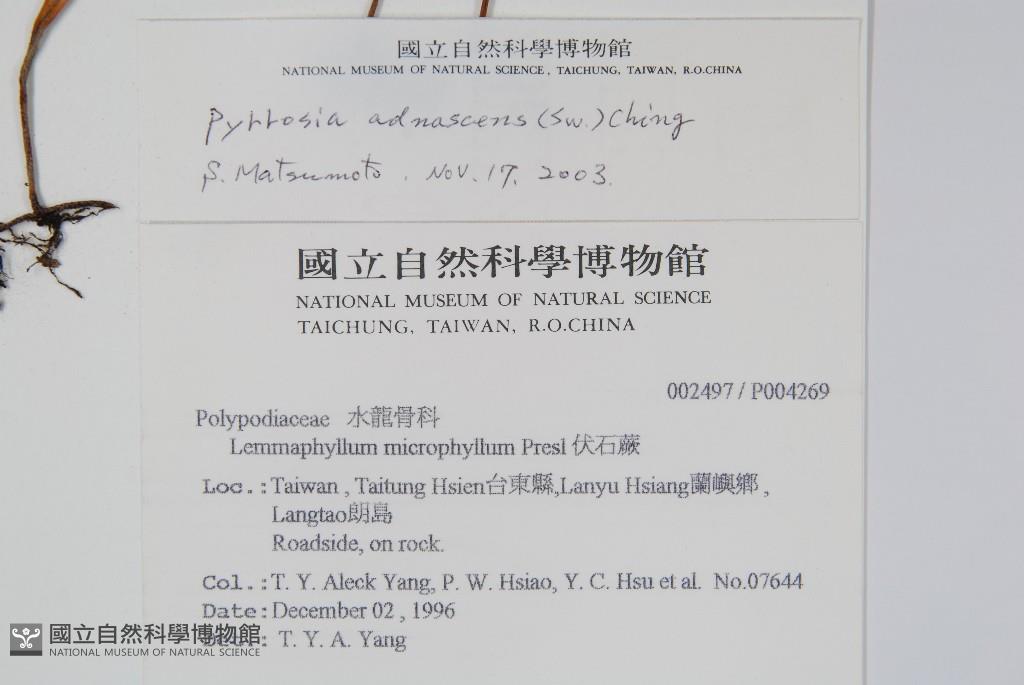 國立自然科學博物館
NATIONAL MUSEUM OF NATURAL SCIENCE, TAICHUNG, TAIWAN, R.O.CHINA
Pyrrosia adnascens (Sw.) Ching
S. Matsumoto. Nov. 17, 2003.
國立自然科學博物館
NATIONAL MUSEUM OF NATURAL SCIENCE
TAICHUNG, TAIWAN, R.O.CHINA
002497 / P004269
Polypodiaceae 水龍骨科
Lemmaphyllum microphyllum Presl 伏石蕨
Loc.: Taiwan , Taitung Hsien台東縣,Lanyu Hsiang蘭嶼鄉 ,
Langtao朗島
Roadside, on rock.
Col.: T. Y. Aleck Yang, P. W. Hsiao, Y. C. Hsu et al. No.07644
Date: December 02 , 1996
T. Y. A. Yang
國立自然科學博物館
NATIONAL MUSEUM OF NATURAL SCIENCE